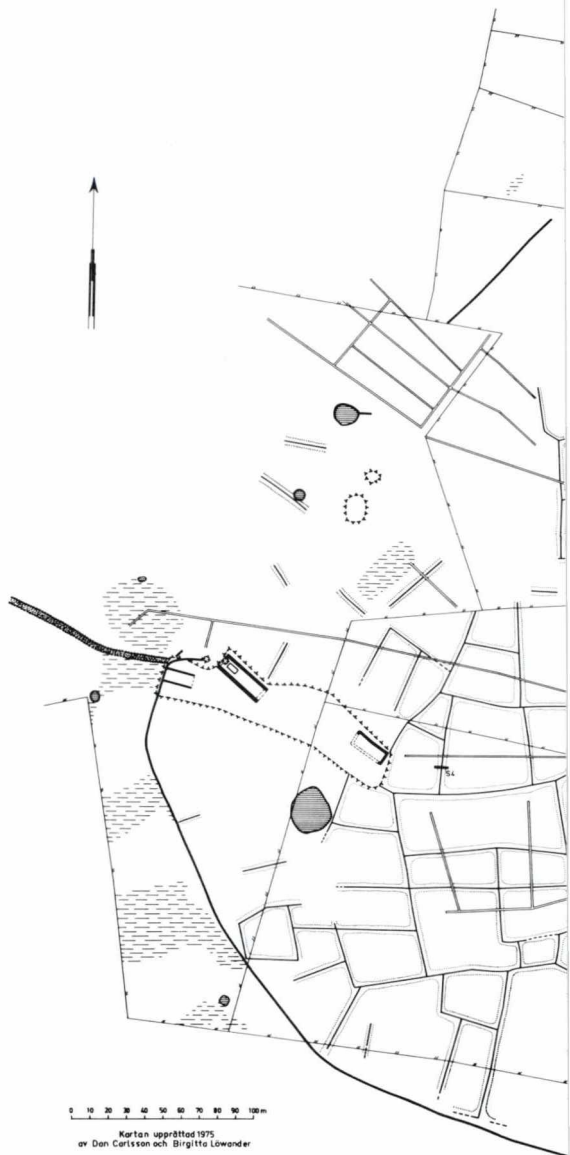 S4
0 10 20 30 40 50 60 70 80 90 100 m
Kartan upprättad 1975
av Dan Carlsson och Birgitta Löwander